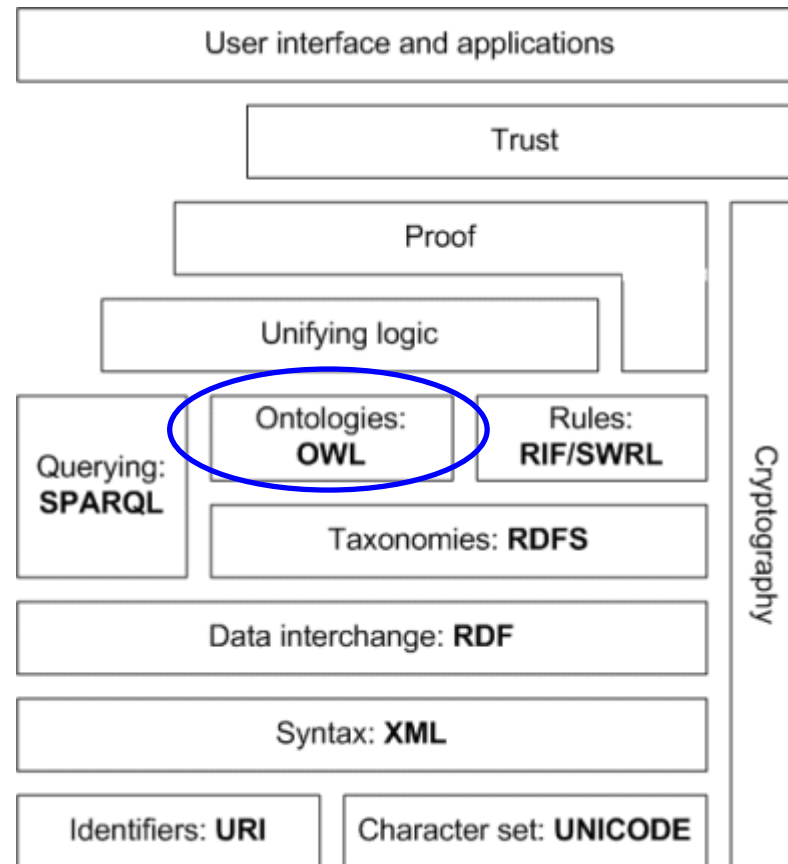 User interface and applications
Trust
Proof
Unifying logic
Ontologies:
OWL
Rules:
RIF/SWRL
Querying:
SPARQL
Taxonomies: RDFS
Cryptography
Data interchange: RDF
Syntax: XML
Identifiers: URI
Character set: UNICODE